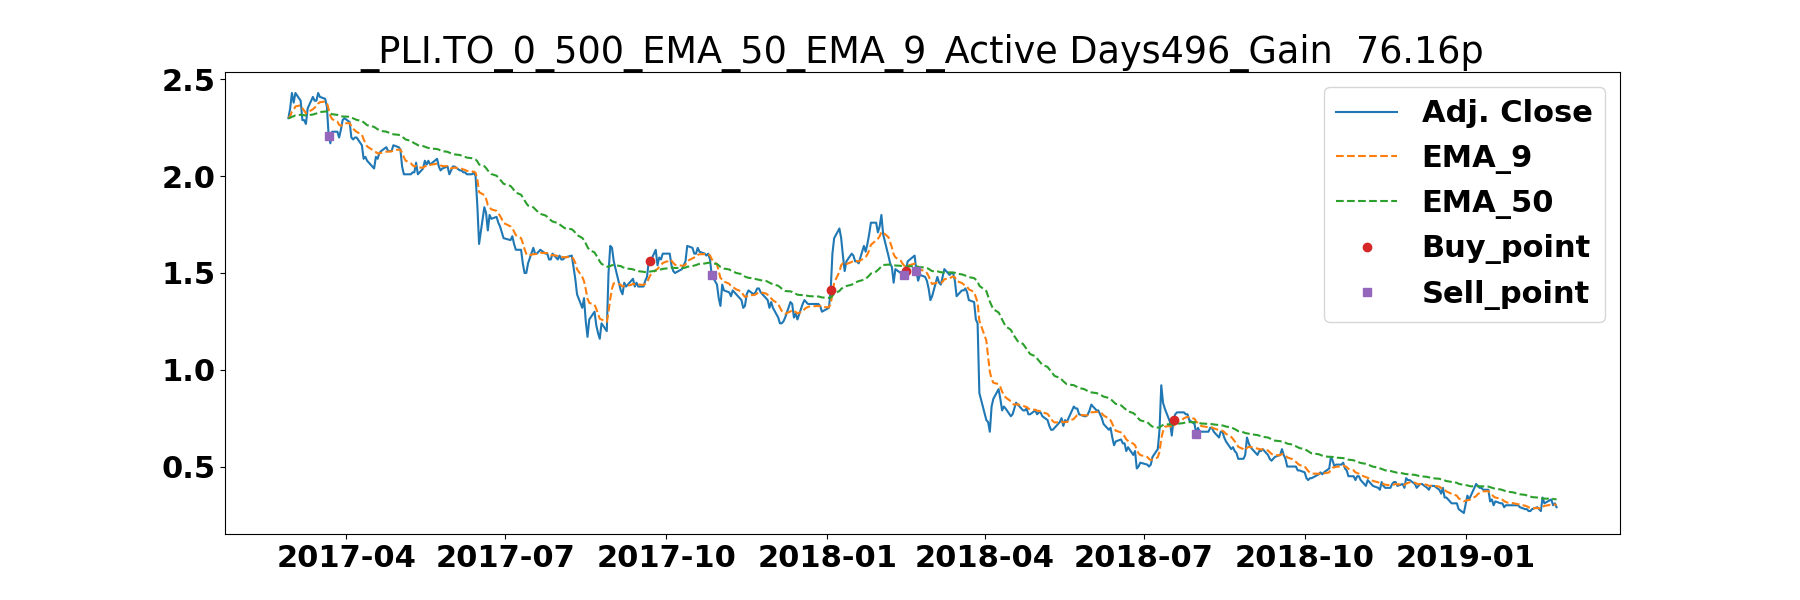 _PLI.TO_0_500_EMA_50_EMA_9_Active Days496_Gain  76.16p
2.5
2.0
1.5
1.0
0.5
Adj. Close
EMA_9
EMA_50
Buy_point
Sell_point
2017-04 2017-07 2017-10 2018-01 2018-04 2018-07 2018-10 2019-01